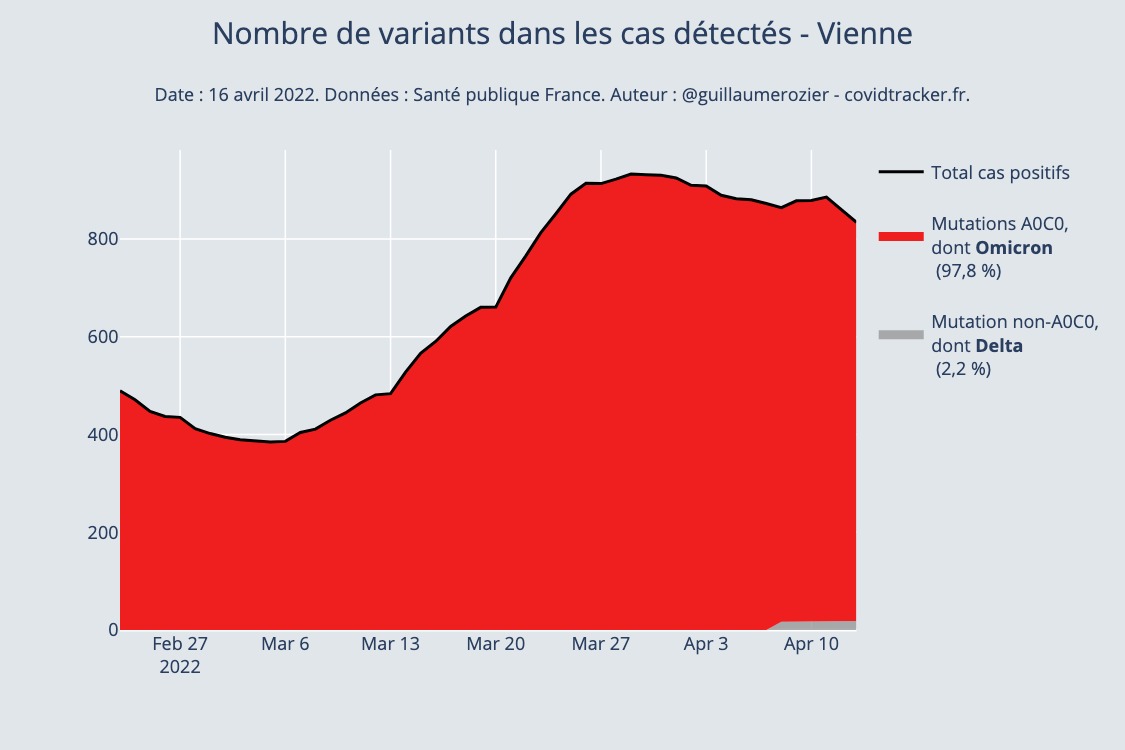 Nombre de variants dans les cas détectés - Vienne
Date : 16 avril 2022. Données : Santé publique France. Auteur : @guillaumerozier - covidtracker.fr.
Total cas positifs
Mutations A0C0,
dont Omicron
(97,8 %)
Mutation non-A0C0,
dont Delta
(2,2 %)
800
600
400
200
0
Feb 27
2022
Mar 6
Mar 13
Mar 20
Mar 27
Apr 3
Apr 10